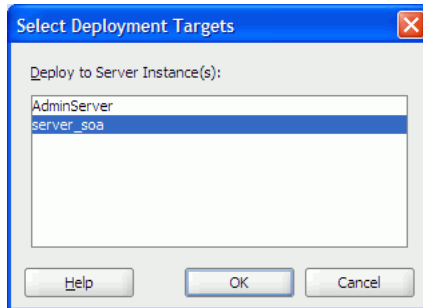 Select Deployment Targets
Deploy to Server Instance(s):
AdminServer
server_soa
Help OK Cancel